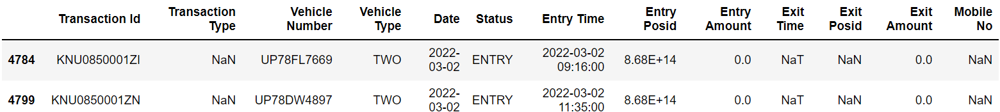 Transaction Id Transaction Type Vehicle Number Vehicle Type Date Status Entry Time Entry Posid Entry Amount Exit Time Exit Posid Exit Amount Mobile No
4784 KNU0850001ZI NaN UP78FL7669 TWO 2022-03-02 ENTRY 2022-03-02 09:16:00 8.68E+14 0.0 NaT NaN 0.0 NaN
4799 KNU0850001ZN NaN UP78DW4897 TWO 2022-03-02 ENTRY 2022-03-02 11:35:00 8.68E+14 0.0 NaT NaN 0.0 NaN